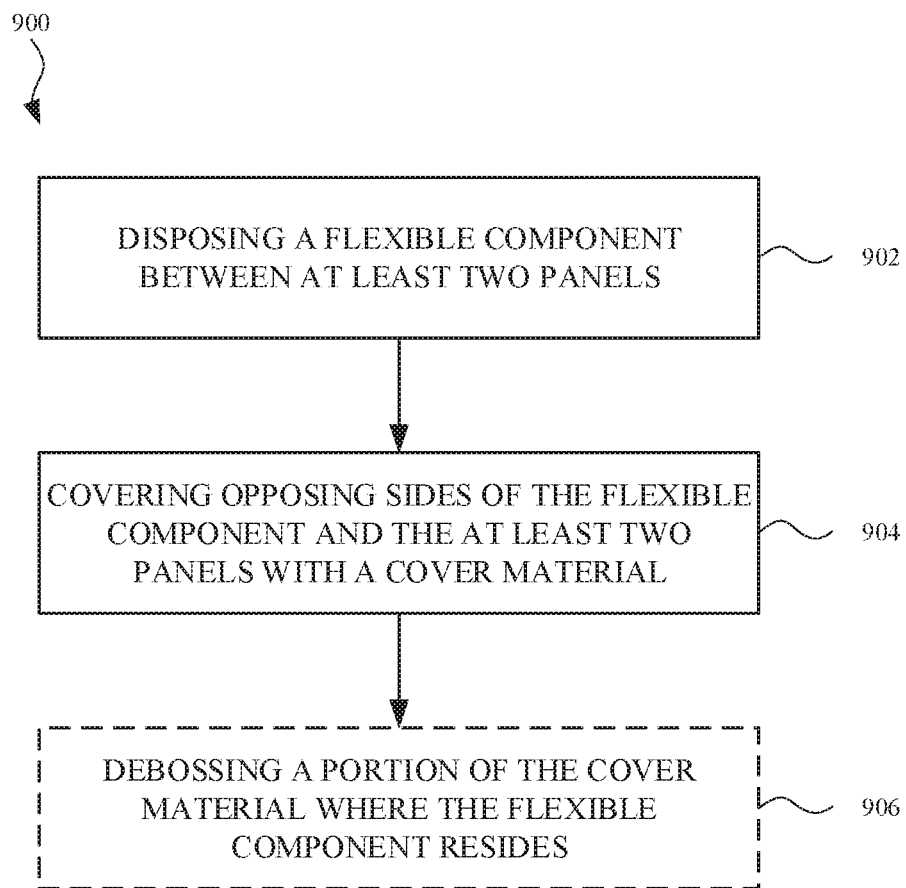 900
DISPOSING A FLEXIBLE COMPONENT
BETWEEN AT LEAST TWO PANELS
902
COVERING OPPOSING SIDES OF THE FLEXIBLE
COMPONENT AND THE AT LEAST TWO
PANELS WITH A COVER MATERIAL
904
DEBOSSING A PORTION OF THE COVER
MATERIAL WHERE THE FLEXIBLE
COMPONENT RESIDES
906